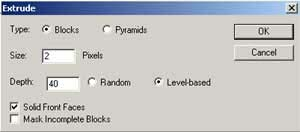 Extrude
Type: Blocks Pyramids OK
Size: 2 Pixels Cancel
Depth: 40 Random Level-based
Solid Front Faces
Mask Incomplete Blocks